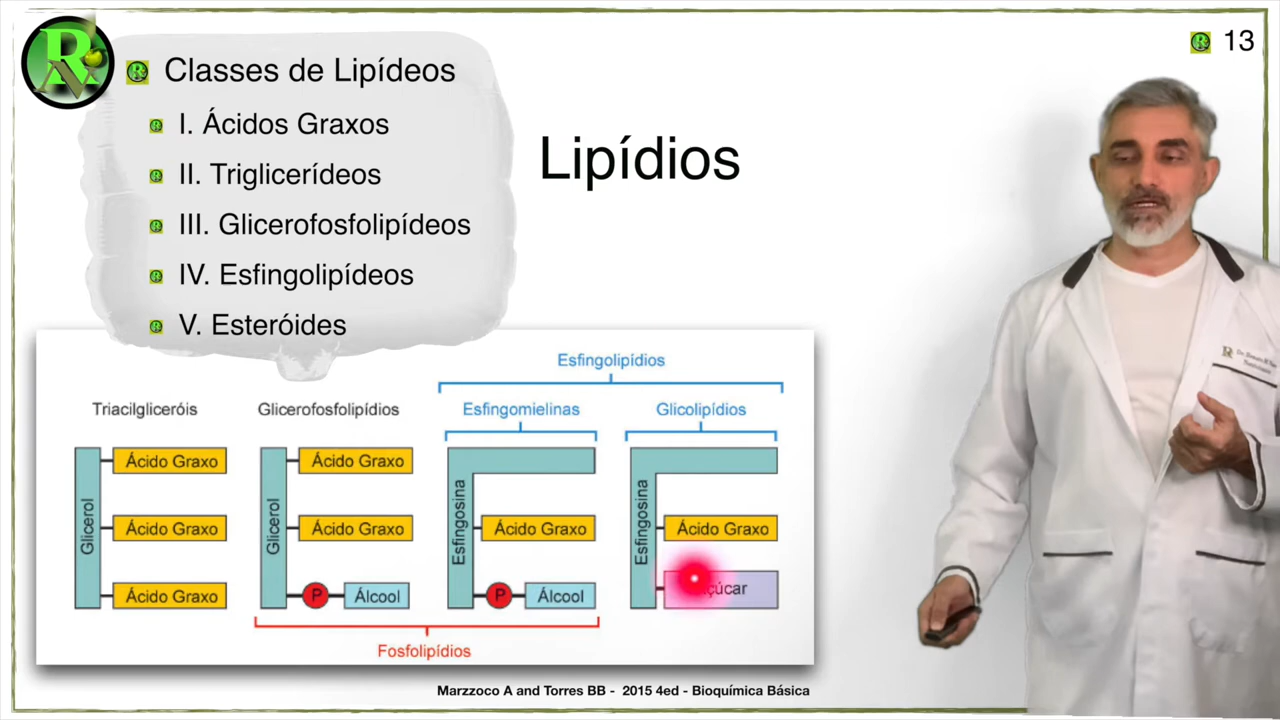 RVA
13
Classes de Lipídeos
I. Ácidos Graxos
II. Triglicerídeos
III. Glicerofosfolipídeos
IV. Esfingolipídeos
V. Esteróides
Lipídios
Esfingolipídios
Triacilgliceróis
Glicerofosfolipídios
Esfingomielinas
Glicolipídios
Glicerol
Ácido Graxo
Ácido Graxo
Ácido Graxo
Glicerol
Ácido Graxo
Ácido Graxo
P
Álcool
Esfingosina
Ácido Graxo
P
Álcool
Esfingosina
Ácido Graxo
çúcar
Fosfolipídios
Marzzoco A and Torres BB - 2015 4ed - Bioquímica Básica